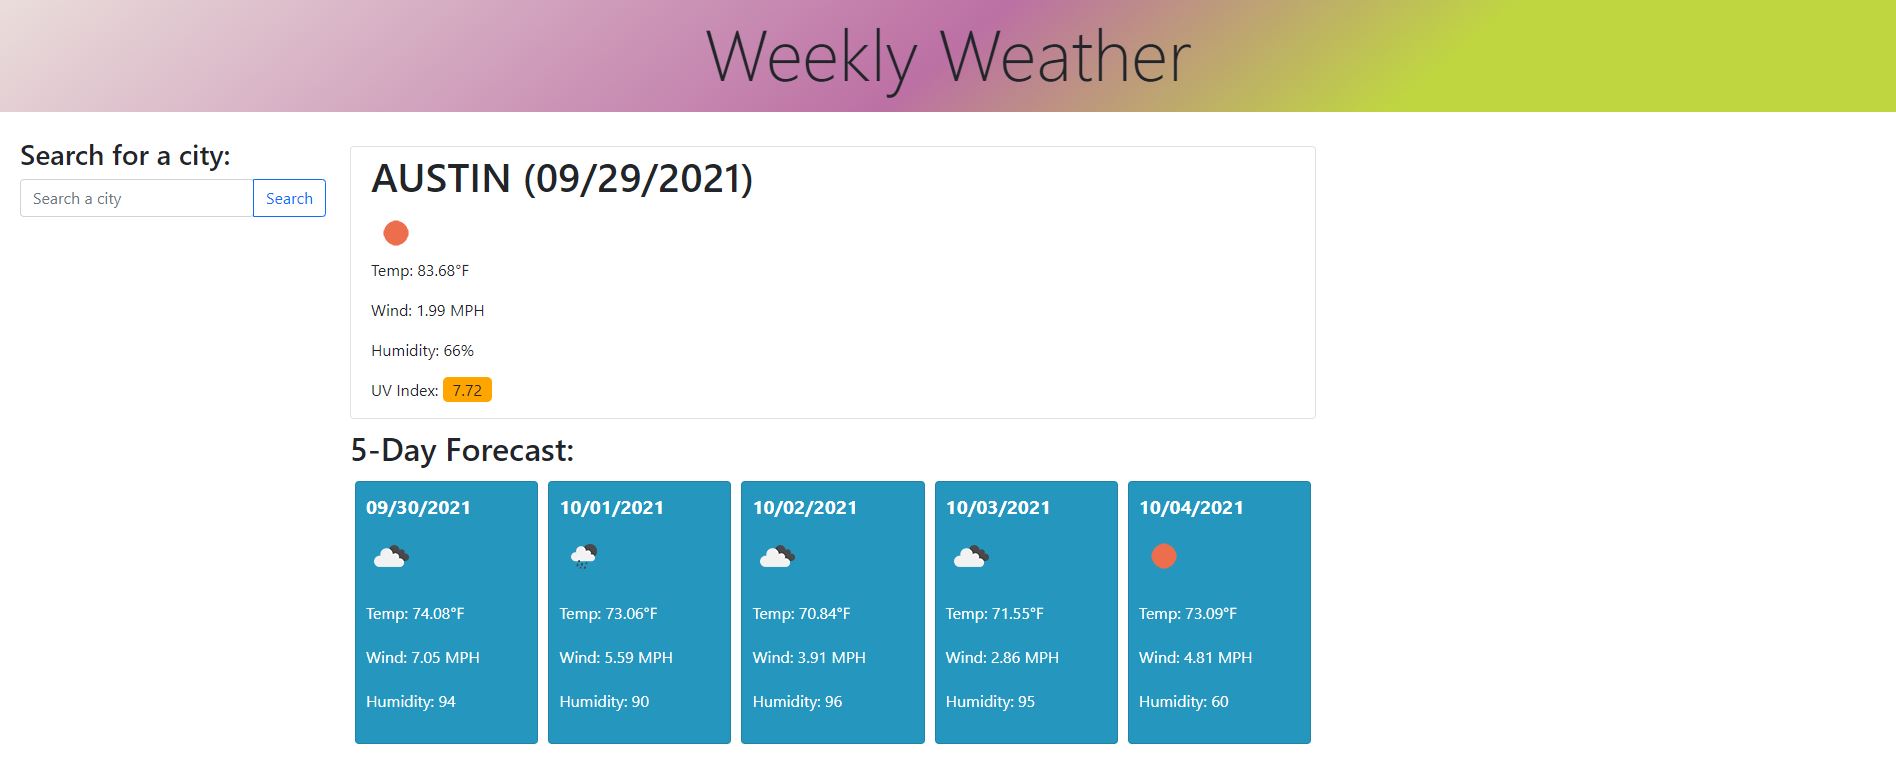 Weekly Weather
Search for a city:
Search a city
Search
AUSTIN (09/29/2021)
Temp: 83.68°F
Wind: 1.99 MPH
Humidity: 66%
UV Index: 7.72
5-Day Forecast:
09/30/2021
Temp: 74.08°F
Wind: 7.05 MPH
Humidity: 94
10/01/2021
Temp: 73.06°F
Wind: 5.59 MPH
Humidity: 90
10/02/2021
Temp: 70.84°F
Wind: 3.91 MPH
Humidity: 96
10/03/2021
Temp: 71.55°F
Wind: 2.86 MPH
Humidity: 95
10/04/2021
Temp: 73.09°F
Wind: 4.81 MPH
Humidity: 60